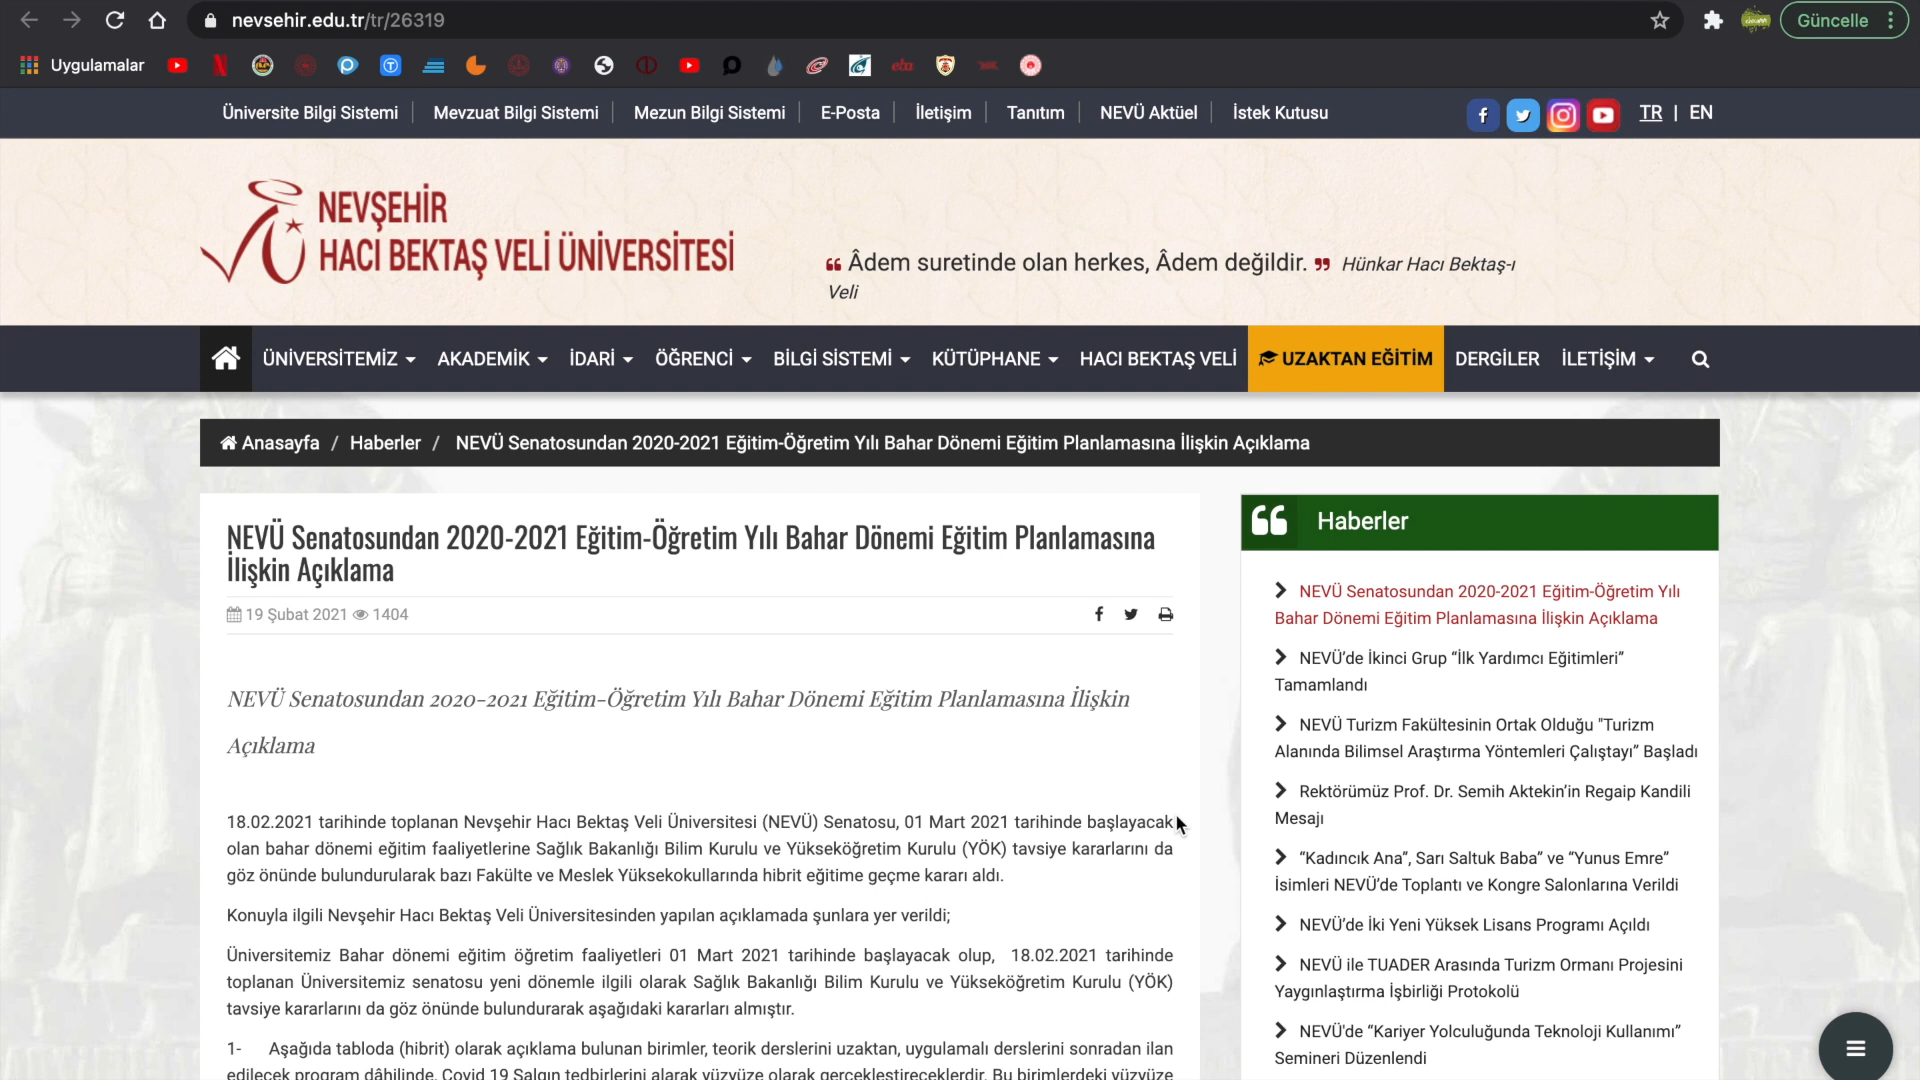 nevsehir.edu.tr/tr/26319
Güncelle
Uygulamalar
Üniversite Bilgi Sistemi
Mevzuat Bilgi Sistemi
Mezun Bilgi Sistemi
E-Posta
İletişim
Tanıtım
NEVÜ Aktüel
İstek Kutusu
TR | EN
NEVŞEHİR
HACI BEKTAŞ VELİ ÜNİVERSİTESİ
Âdem suretinde olan herkes, Âdem değildir. Hünkar Hacı Bektaş-ı
Veli
ÜNİVERSİTEMİZ
AKADEMİK
İDARİ
ÖĞRENCİ
BİLGİ SİSTEMİ
KÜTÜPHANE
HACI BEKTAŞ VELİ
UZAKTAN EĞİTİM
DERGİLER
İLETİŞİM
Anasayfa / Haberler / NEVÜ Senatosundan 2020-2021 Eğitim-Öğretim Yılı Bahar Dönemi Eğitim Planlamasına İlişkin Açıklama
NEVÜ Senatosundan 2020-2021 Eğitim-Öğretim Yılı Bahar Dönemi Eğitim Planlamasına
İlişkin Açıklama
19 Şubat 2021 1404
NEVÜ Senatosundan 2020-2021 Eğitim-Öğretim Yılı Bahar Dönemi Eğitim Planlamasına İlişkin
Açıklama
18.02.2021 tarihinde toplanan Nevşehir Hacı Bektaş Veli Üniversitesi (NEVÜ) Senatosu, 01 Mart 2021 tarihinde başlayacak
olan bahar dönemi eğitim faaliyetlerine Sağlık Bakanlığı Bilim Kurulu ve Yükseköğretim Kurulu (YÖK) tavsiye kararlarını da
göz önünde bulundurularak bazı Fakülte ve Meslek Yüksekokullarında hibrit eğitime geçme kararı aldı.
Konuyla ilgili Nevşehir Hacı Bektaş Veli Üniversitesinden yapılan açıklamada şunlara yer verildi;
Üniversitemiz Bahar dönemi eğitim öğretim faaliyetleri 01 Mart 2021 tarihinde başlayacak olup, 18.02.2021 tarihinde
toplanan Üniversitemiz senatosu yeni dönemle ilgili olarak Sağlık Bakanlığı Bilim Kurulu ve Yükseköğretim Kurulu (YÖK)
tavsiye kararlarını da göz önünde bulundurarak aşağıdaki kararları almıştır.
1- Aşağıda tabloda (hibrit) olarak açıklama bulunan birimler, teorik derslerini uzaktan, uygulamalı derslerini sonradan ilan
edilecek program dâhilinde, Covid 19 Salgın tedbirlerini alarak yüzyüze olarak gerçekleştireceklerdir. Bu birimlerdeki yüzyüze
Haberler
NEVÜ Senatosundan 2020-2021 Eğitim-Öğretim Yılı
Bahar Dönemi Eğitim Planlamasına İlişkin Açıklama
NEVÜ’de İkinci Grup “İlk Yardımcı Eğitimleri”
Tamamlandı
NEVÜ Turizm Fakültesinin Ortak Olduğu "Turizm
Alanında Bilimsel Araştırma Yöntemleri Çalıştayı” Başladı
Rektörümüz Prof. Dr. Semih Aktekin’in Regaip Kandili
Mesajı
“Kadıncık Ana”, Sarı Saltuk Baba” ve “Yunus Emre”
İsimleri NEVÜ’de Toplantı ve Kongre Salonlarına Verildi
NEVÜ’de İki Yeni Yüksek Lisans Programı Açıldı
NEVÜ ile TUADER Arasında Turizm Ormanı Projesini
Yaygınlaştırma İşbirliği Protokolü
NEVÜ'de “Kariyer Yolculuğunda Teknoloji Kullanımı”
Semineri Düzenlendi